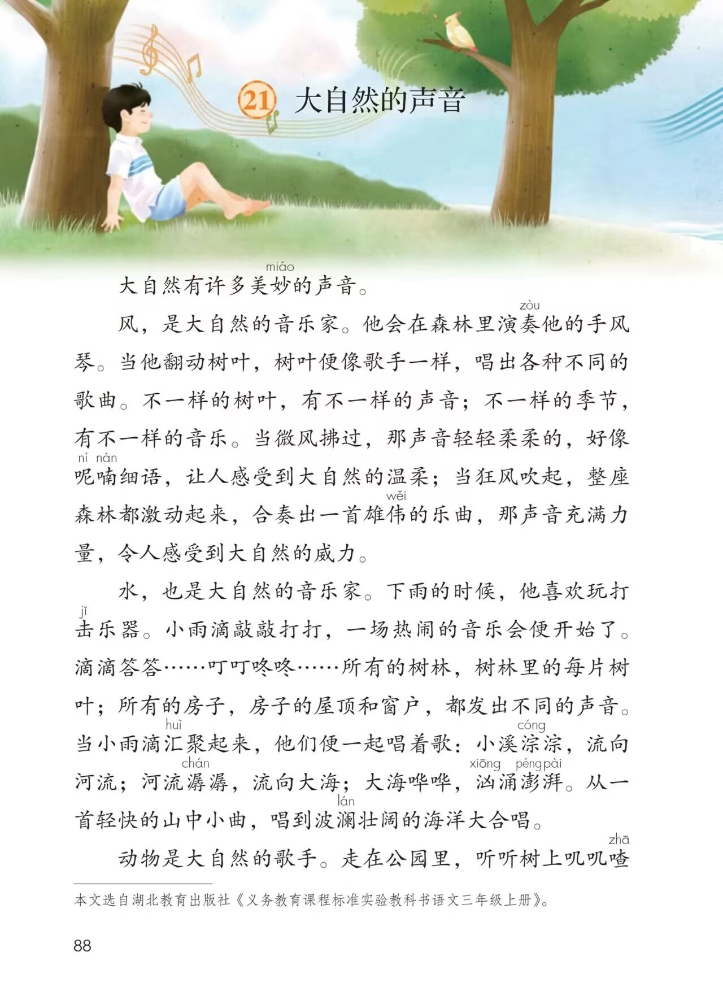 21 大自然的声音
miào
大自然有许多美妙的声音。
zòu
风，是大自然的音乐家。他会在森林里演奏他的手风
琴。当他翻动树叶，树叶便像歌手一样，唱出各种不同的
歌曲。不一样的树叶，有不一样的声音；不一样的季节，
有不一样的音乐。当微风拂过，那声音轻轻柔柔的，好像
ní nán
呢喃细语，让人感受到大自然的温柔；当狂风吹起，整座
wěi
森林都激动起来，合奏出一首雄伟的乐曲，那声音充满力
量，令人感受到大自然的威力。
水，也是大自然的音乐家。下雨的时候，他喜欢玩打
jī
击乐器。小雨滴敲敲打打，一场热闹的音乐会便开始了。
滴滴答答……叮叮咚咚……所有的树林，树林里的每片树
叶；所有的房子，房子的屋顶和窗户，都发出不同的声音。
huì cóng
当小雨滴汇聚起来，他们便一起唱着歌：小溪淙淙，流向
chán xiōng péng pài
河流；河流潺潺，流向大海；大海哗哗，汹涌澎湃。从一
lán
首轻快的山中小曲，唱到波澜壮阔的海洋大合唱。
zhā
动物是大自然的歌手。走在公园里，听听树上叽叽喳
本文选自湖北教育出版社《义务教育课程标准实验教科书语文三年级上册》。
88